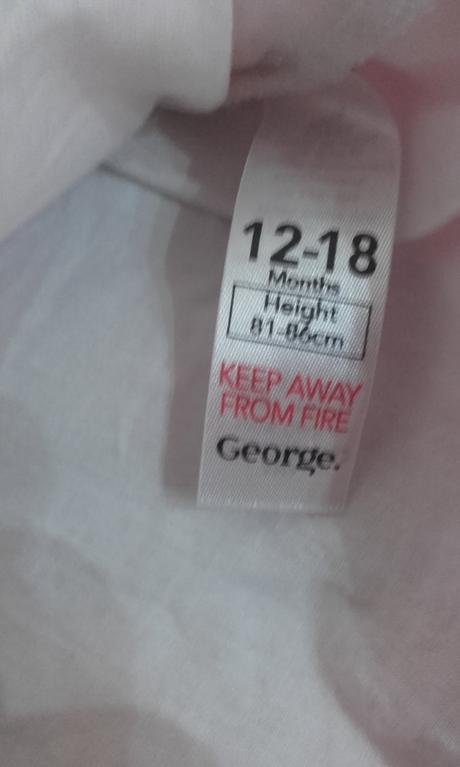 12-18
Months
Height
81-86cm
KEEP AWAY
FROM FIRE
George.